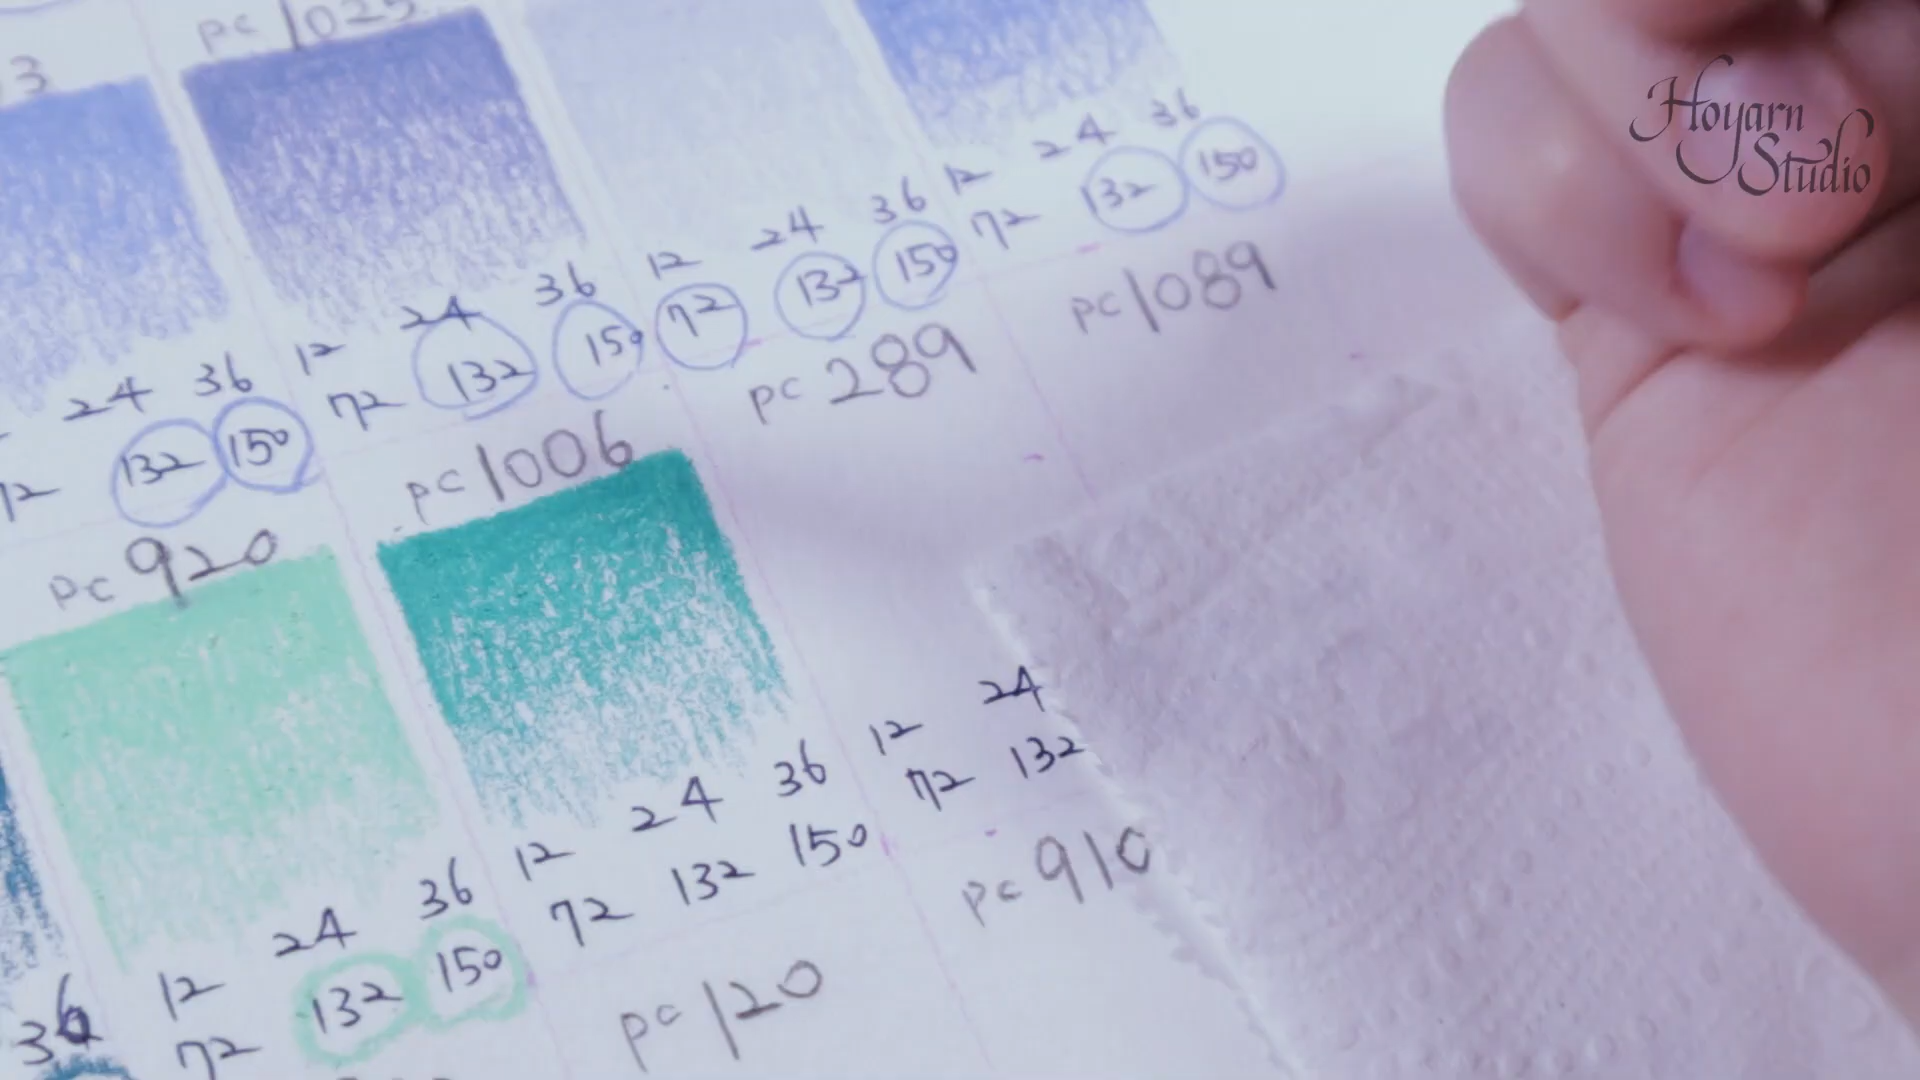 Hoyarn
Studio
3
pc 1025
24 36
12 132 150
12 24 36
72 132 150
12 24 36
72 132 150
12 24 36
72 132 150
pc 920
pc 1006
pc 289
pc 1089
36
12 24 36
72 132 150
12 24 36
72 132 150
12 24
72 132
pc 120
pc 910